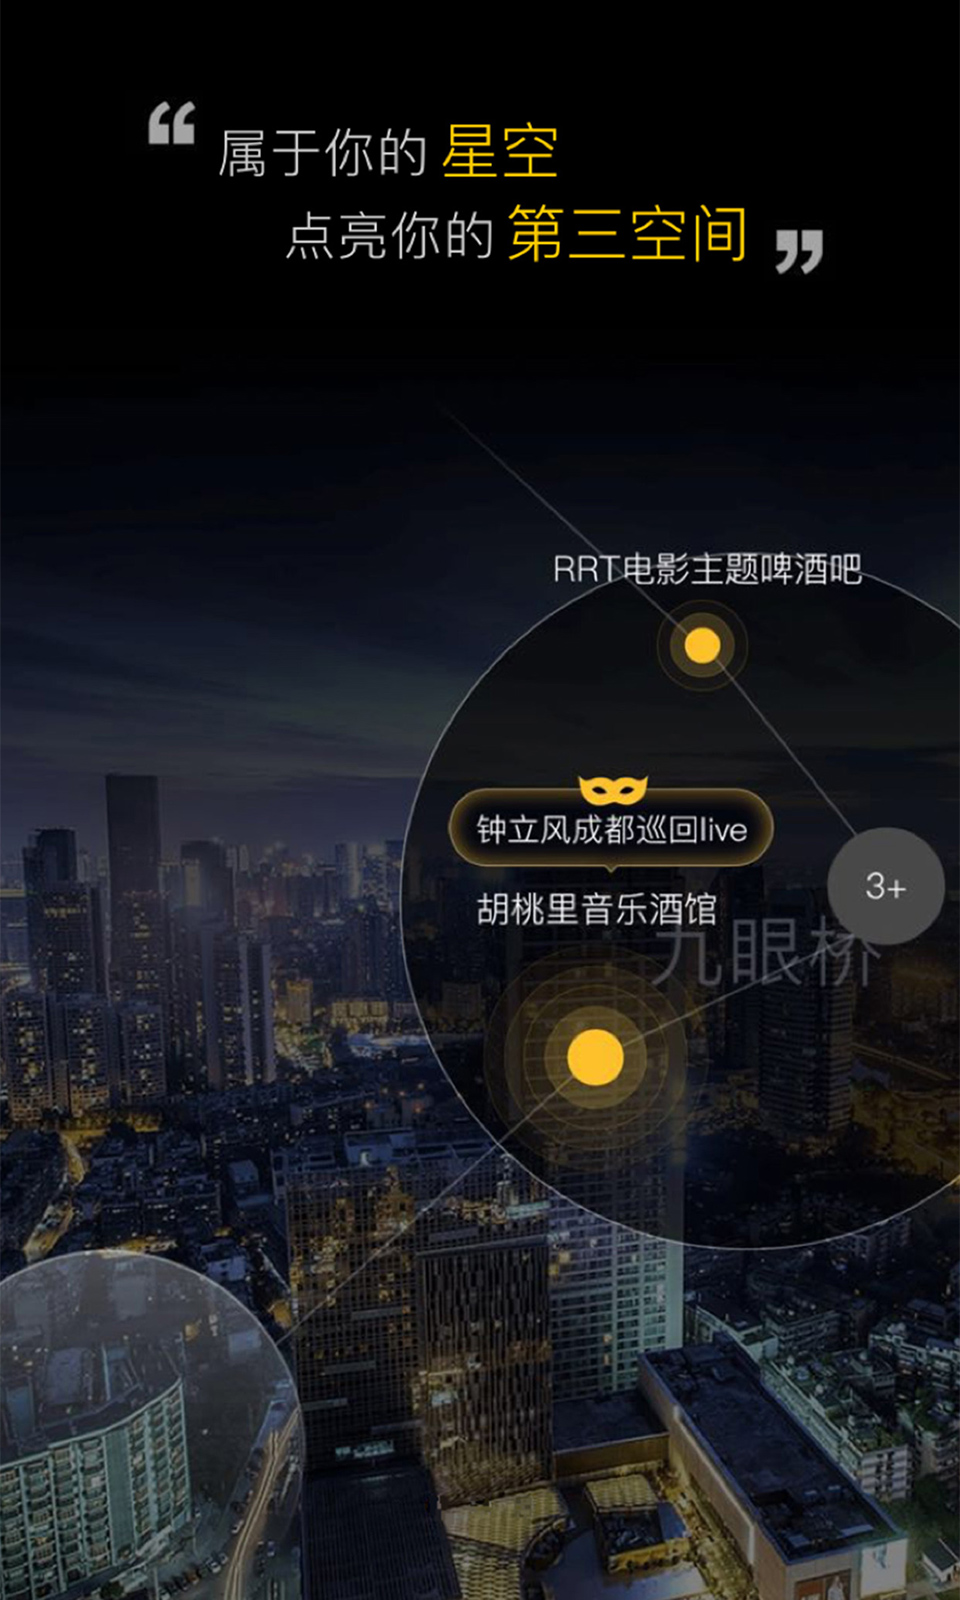 “属于你的星空
点亮你的第三空间”
RRT电影主题啤酒吧
钟立风成都巡回live
3+
胡桃里音乐酒馆
九眼桥